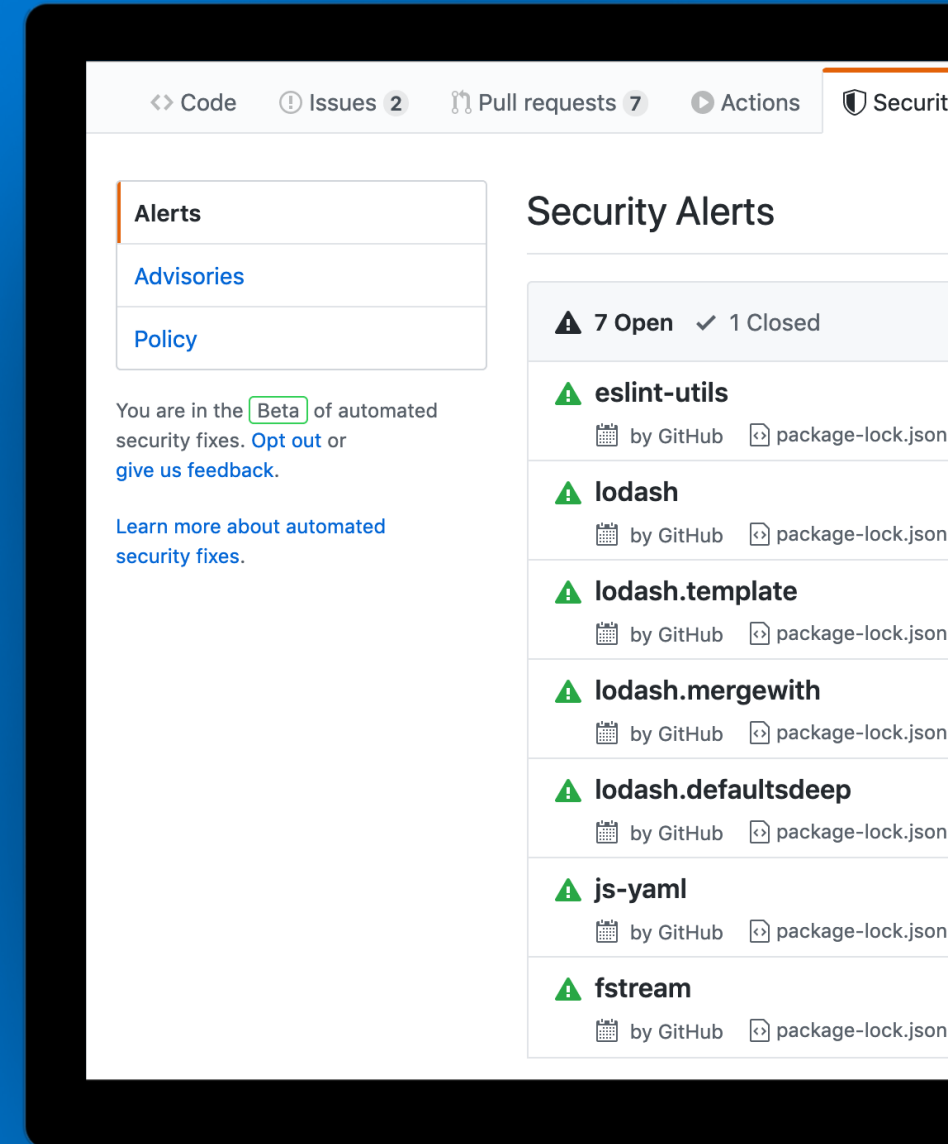 Code Issues 2 Pull requests 7 Actions Securit
Alerts
Advisories
Policy
You are in the Beta of automated
security fixes. Opt out or
give us feedback.
Learn more about automated
security fixes.
Security Alerts
7 Open 1 Closed
eslint-utils
by GitHub package-lock.json
lodash
by GitHub package-lock.json
lodash.template
by GitHub package-lock.json
lodash.mergewith
by GitHub package-lock.json
lodash.defaultsdeep
by GitHub package-lock.json
js-yaml
by GitHub package-lock.json
fstream
by GitHub package-lock.json